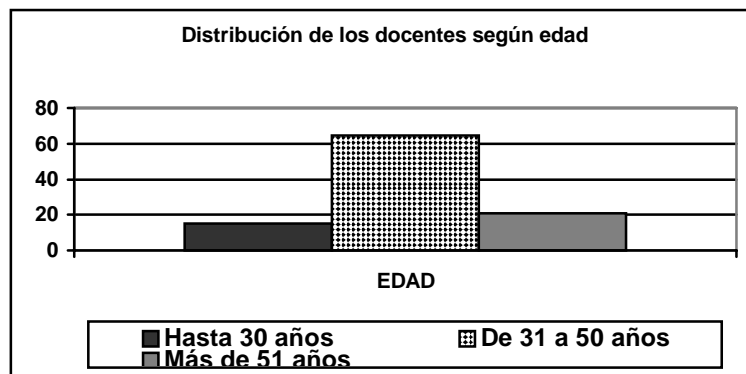 Distribución de los docentes según edad
80
60
40
20
0
EDAD
Hasta 30 años
De 31 a 50 años
Más de 51 años